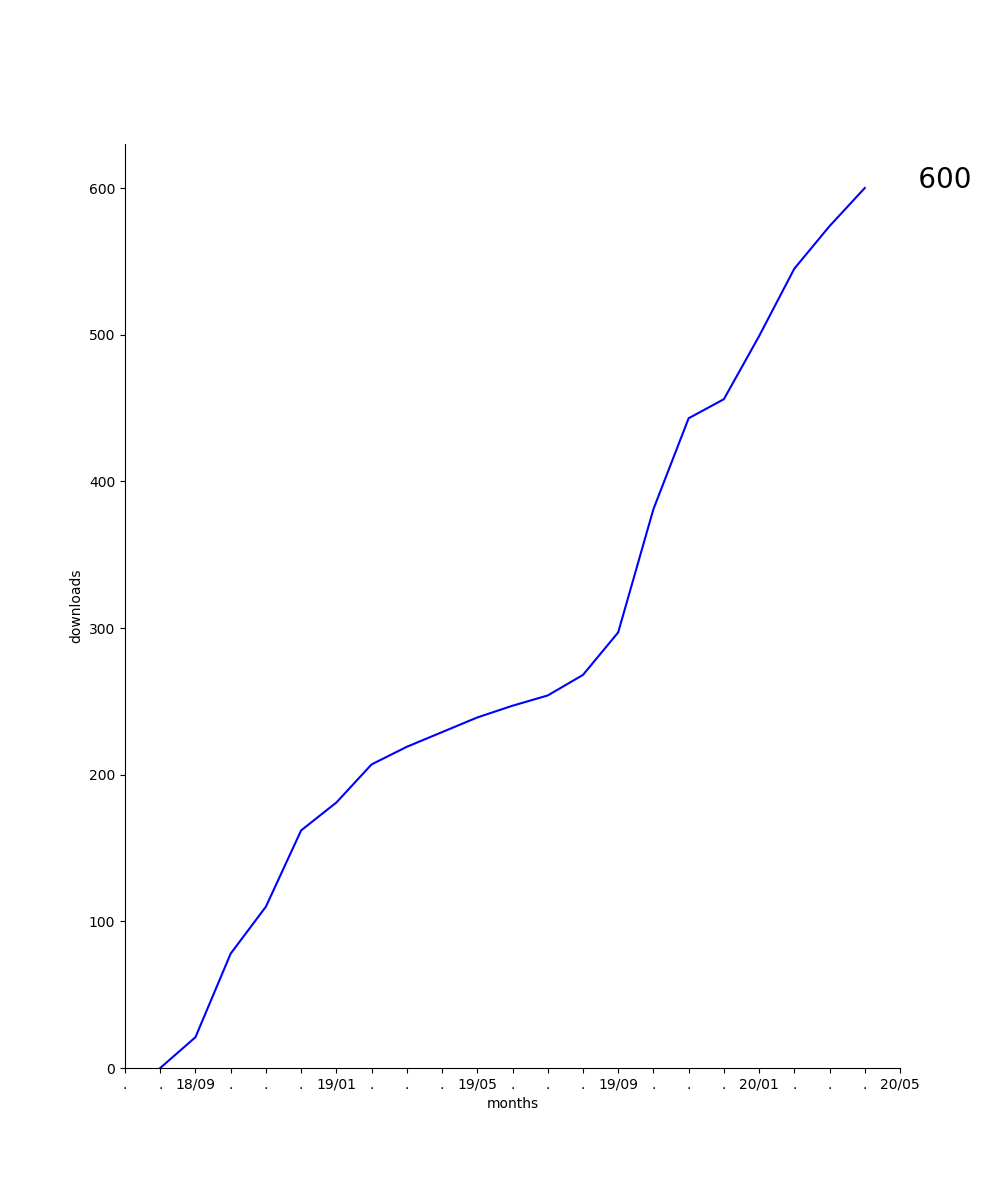 600
600
500
400
300
200
100
0
downloads
. . 18/09 . . . 19/01 . . . 19/05 . . . 19/09 . . . 20/01 . . . 20/05
months